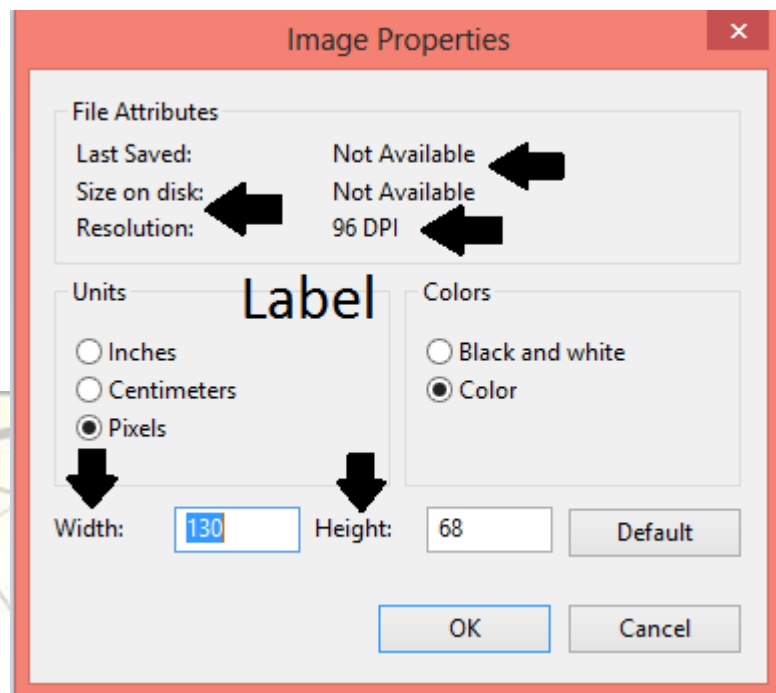 Image Properties
File Attributes
Last Saved: Not Available
Size on disk: Not Available
Resolution: 96 DPI
Units Label Colors
Inches Black and white
Centimeters Color
Pixels
Width: 130 Height: 68 Default
OK Cancel